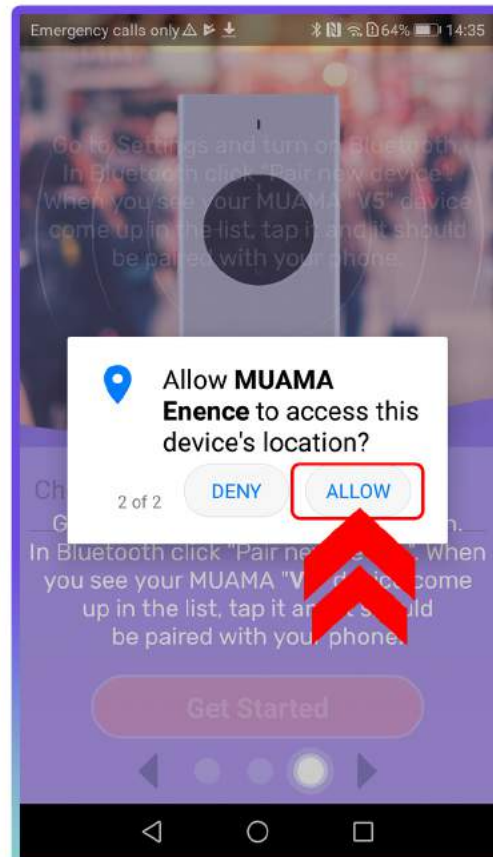 Emergency calls only
64%
14:35
Go to Settings and turn on Bluetooth.
In Bluetooth click "Pair new device".
When you see your MUAMA "V5" device
come up in the list, tap it and it should
be paired with your phone.
Allow MUAMA
Enence to access this
device's location?
2 of 2
DENY
ALLOW
In Bluetooth click "Pair
When
you see your MUAMA
come
up in the list, tap it
be paired with your phone.
Get Started